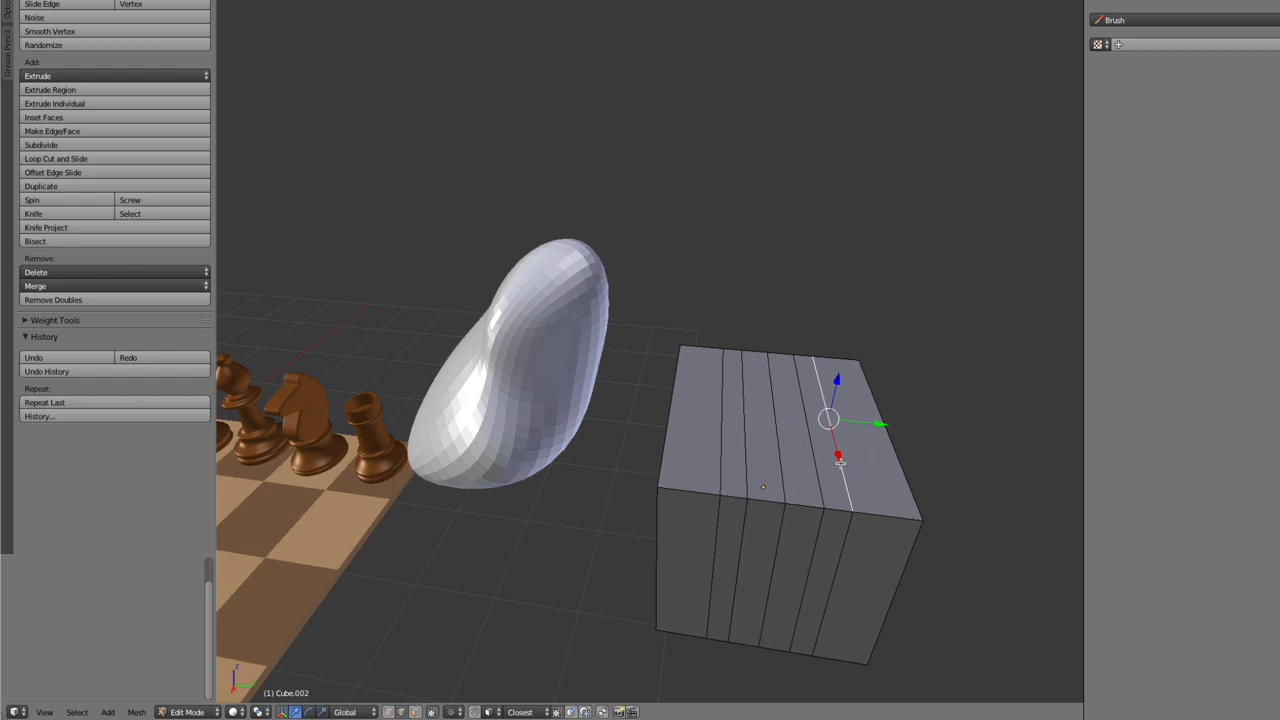 Optio
Grease Pencil
Slide Edge Vertex
Noise
Smooth Vertex
Randomize
Add:
Extrude
Extrude Region
Extrude Individual
Inset Faces
Make Edge/Face
Subdivide
Loop Cut and Slide
Offset Edge Slide
Duplicate
Spin Screw
Knife Select
Knife Project
Bisect
Remove:
Delete
Merge
Remove Doubles
Weight Tools
History
Undo Redo
Undo History
Repeat:
Repeat Last
History...
Brush
z
(1) Cube.002
View Select Add Mesh Edit Mode Global Closest